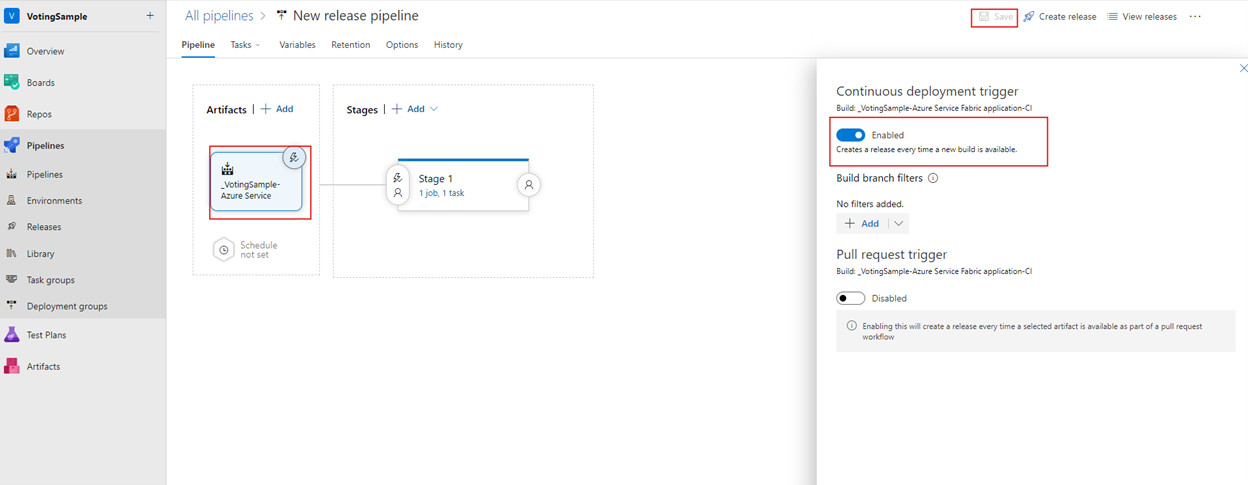 V VotingSample +
Overview
Boards
Repos
Pipelines
Pipelines
Environments
Releases
Library
Task groups
Deployment groups
Test Plans
Artifacts
All pipelines > New release pipeline
Save Create release View releases ...
Pipeline Tasks Variables Retention Options History
Artifacts | + Add
_VotingSample-
Azure Service
Schedule
not set
Stages | + Add
Stage 1
1 job, 1 task
Continuous deployment trigger
Build: _VotingSample-Azure Service Fabric application-CI
Enabled
Creates a release every time a new build is available.
Build branch filters
No filters added.
+ Add
Pull request trigger
Build: _VotingSample-Azure Service Fabric application-CI
Disabled
Enabling this will create a release every time a selected artifact is available as part of a pull request
workflow